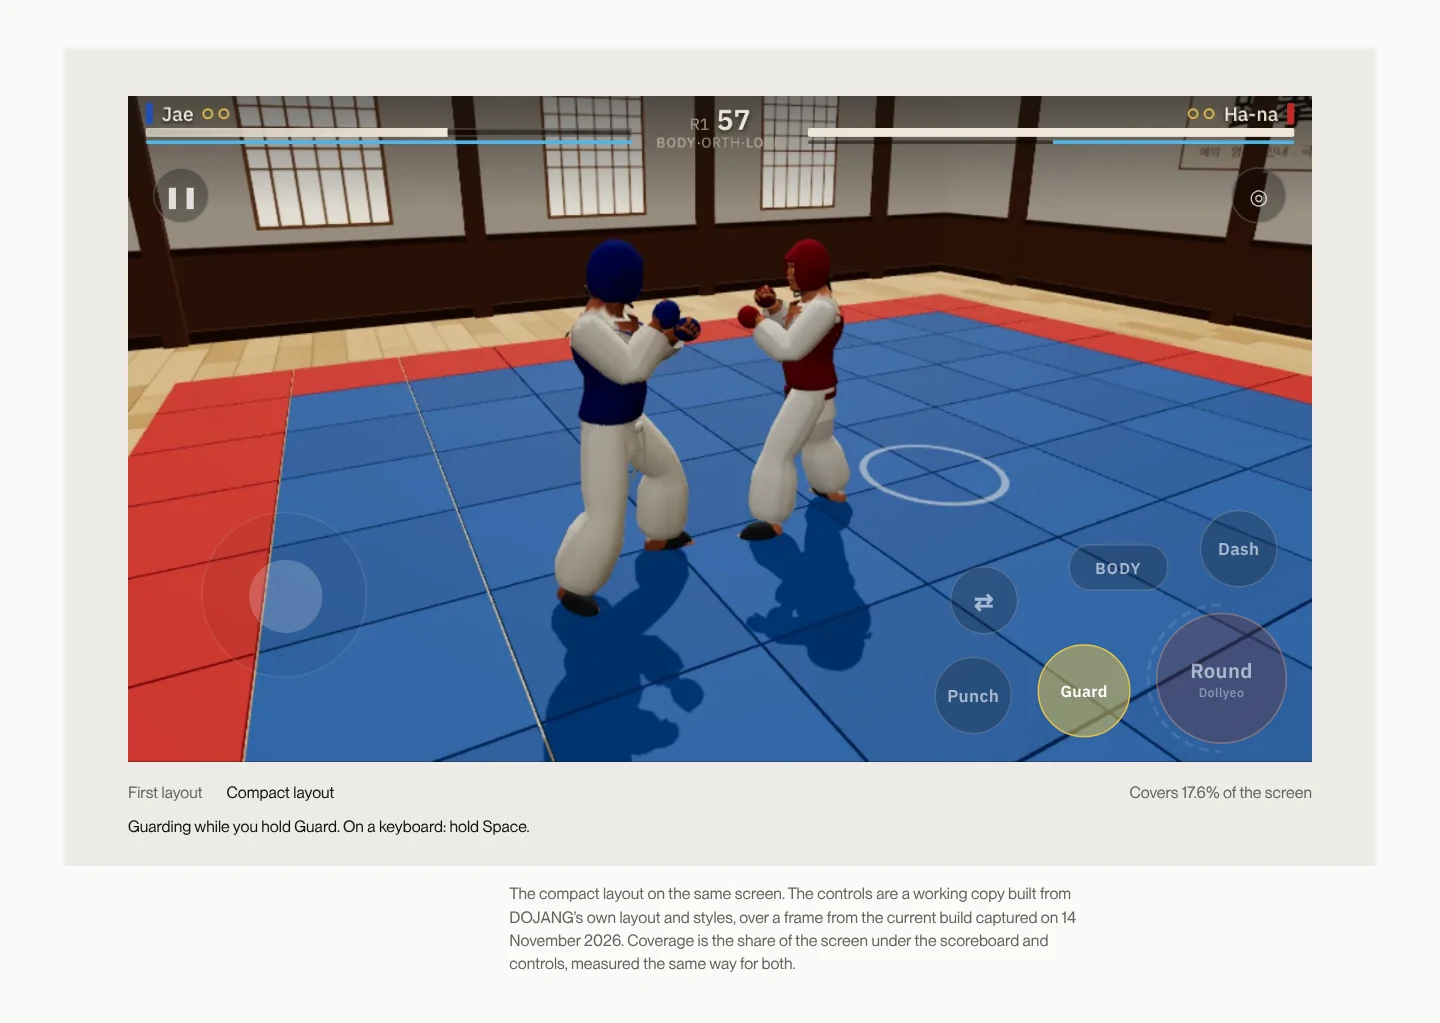 Jae
R1 57
BODY·ORTH·LO
Ha-na
BODY
Dash
Punch
Guard
Round
Dollyeo
First layout
Compact layout
Covers 17.6% of the screen
Guarding while you hold Guard. On a keyboard: hold Space.
The compact layout on the same screen. The controls are a working copy built from
DOJANG’s own layout and styles, over a frame from the current build captured on 14
November 2026. Coverage is the share of the screen under the scoreboard and
controls, measured the same way for both.